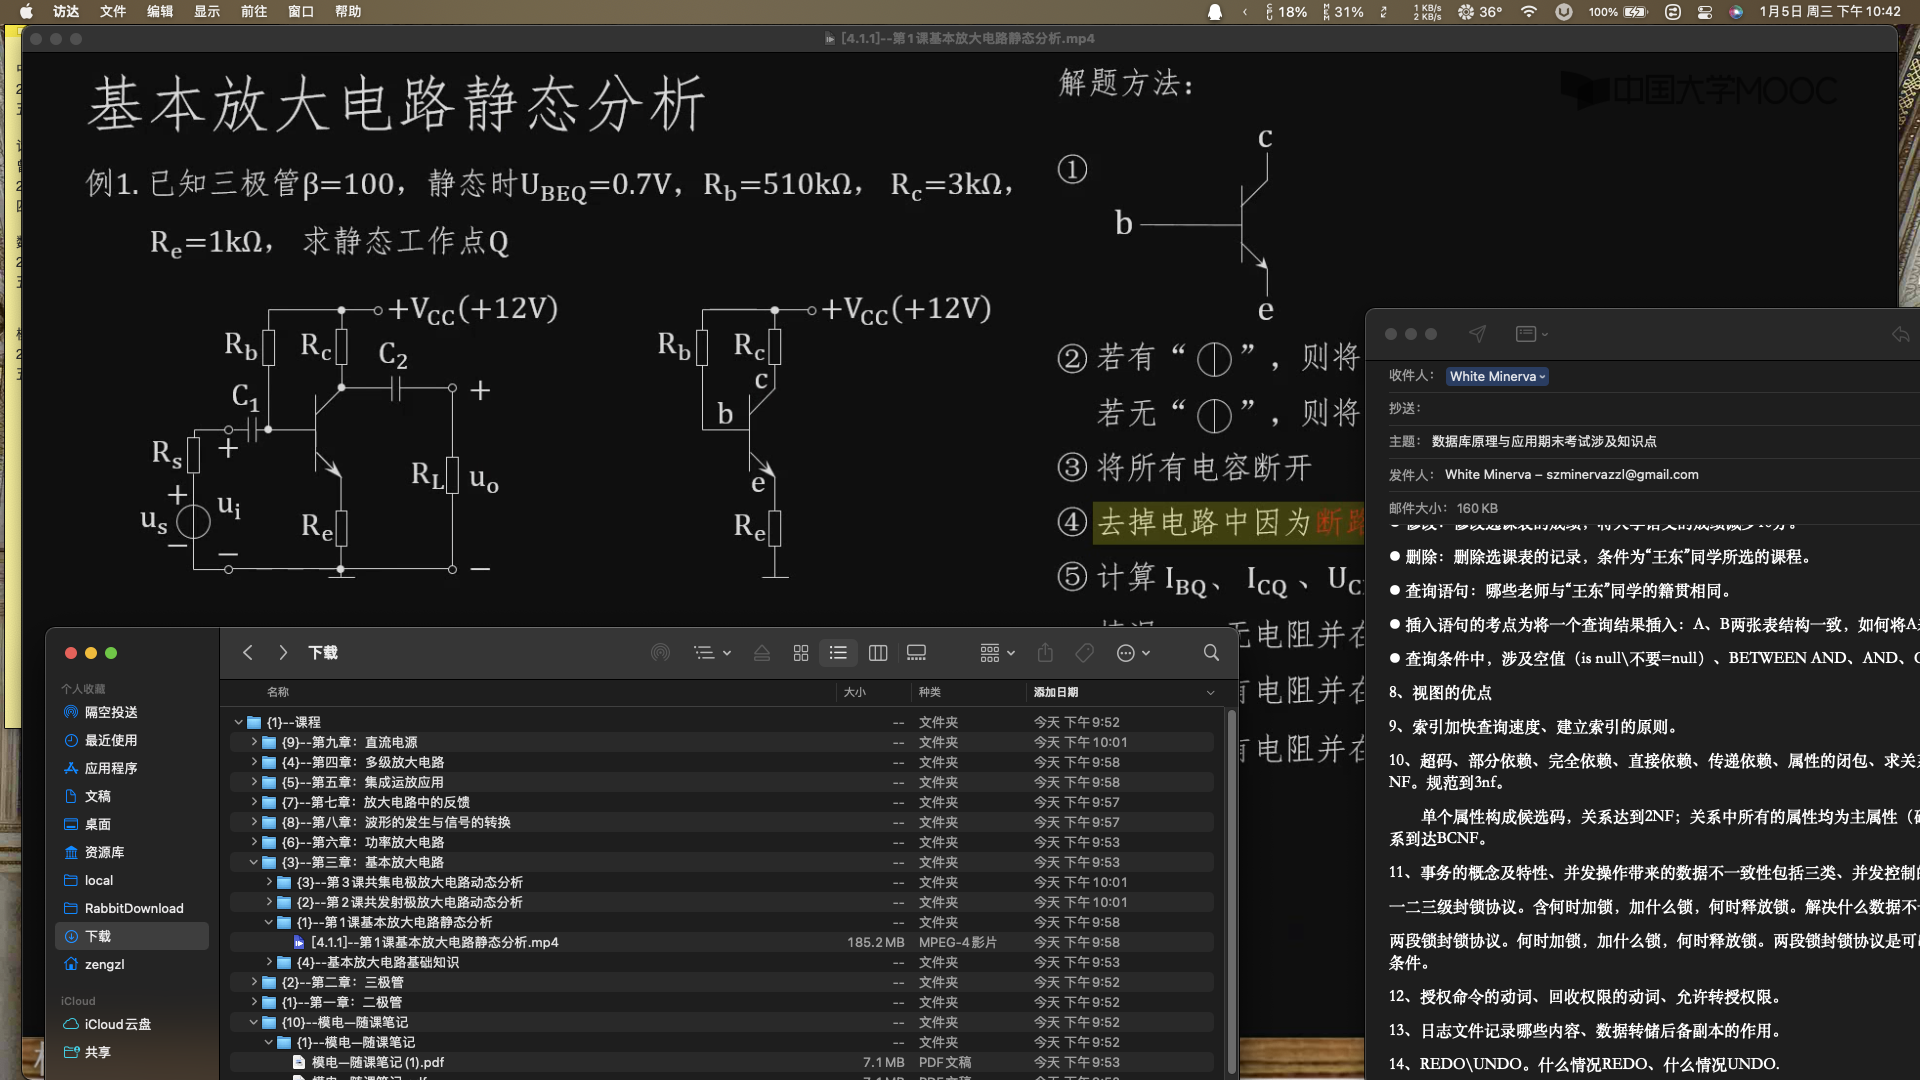 访达 文件 编辑 显示 前往 窗口 帮助
18% 31% 1 KB/s 2 KB/s 36° 100% 1月5日 周三 下午10:42
[4.1.1]--第1课基本放大电路静态分析.mp4
中国大学MOOC
基本放大电路静态分析
例1. 已知三极管β=100，静态时U_BEQ=0.7V，R_b=510kΩ， R_c=3kΩ，
R_e=1kΩ， 求静态工作点Q
+V_CC(+12V)
R_b
R_c
C_2
C_1
+
R_s
+
R_L
u_o
+
u_s
u_i
R_e
−
−
−
+V_CC(+12V)
R_b
R_c
c
b
e
R_e
解题方法：
①
c
b
e
② 若有“ ”，则将
若无“ ”，则将
③ 将所有电容断开
④ 去掉电路中因为断路
⑤ 计算 I_BQ、 I_CQ 、
无电阻并在
有电阻并在
有电阻并在
收件人： White Minerva
抄送：
主题： 数据库原理与应用期末考试涉及知识点
发件人： White Minerva – szminervazzl@gmail.com
邮件大小： 160 KB
● 修改：修改选课表的成绩，将大学语文的成绩减少10分。
● 删除：删除选课表的记录，条件为“王东”同学所选的课程。
● 查询语句：哪些老师与“王东”同学的籍贯相同。
● 插入语句的考点为将一个查询结果插入：A、B两张表结构一致，如何将A
● 查询条件中，涉及空值（is null\不要=null）、BETWEEN AND、AND、
8、视图的优点
9、索引加快查询速度、建立索引的原则。
10、超码、部分依赖、完全依赖、直接依赖、传递依赖、属性的闭包、求关
NF。规范到3nf。
单个属性构成候选码，关系达到2NF；关系中所有的属性均为主属性（
系到达BCNF。
11、事务的概念及特性、并发操作带来的数据不一致性包括三类、并发控制
一二三级封锁协议。含何时加锁，加什么锁，何时释放锁。解决什么数据不
两段锁封锁协议。何时加锁，加什么锁，何时释放锁。两段锁封锁协议是可
条件。
12、授权命令的动词、回收权限的动词、允许转授权限。
13、日志文件记录哪些内容、数据转储后备副本的作用。
14、REDO\UNDO。什么情况REDO、什么情况UNDO.
下载
个人收藏
隔空投送
最近使用
应用程序
文稿
桌面
资源库
local
RabbitDownload
下载
zengzl
iCloud
iCloud云盘
共享
名称 大小 种类 添加日期
{1}--课程 -- 文件夹 今天 下午9:52
{9}--第九章：直流电源 -- 文件夹 今天 下午10:01
{4}--第四章：多级放大电路 -- 文件夹 今天 下午9:58
{5}--第五章：集成运放应用 -- 文件夹 今天 下午9:58
{7}--第七章：放大电路中的反馈 -- 文件夹 今天 下午9:57
{8}--第八章：波形的发生与信号的转换 -- 文件夹 今天 下午9:57
{6}--第六章：功率放大电路 -- 文件夹 今天 下午9:53
{3}--第三章：基本放大电路 -- 文件夹 今天 下午9:53
{3}--第3课共集电极放大电路动态分析 -- 文件夹 今天 下午10:01
{2}--第2课共发射极放大电路动态分析 -- 文件夹 今天 下午10:01
{1}--第1课基本放大电路静态分析 -- 文件夹 今天 下午9:58
[4.1.1]--第1课基本放大电路静态分析.mp4 185.2 MB MPEG-4影片 今天 下午9:58
{4}--基本放大电路基础知识 -- 文件夹 今天 下午9:53
{2}--第二章：三极管 -- 文件夹 今天 下午9:52
{1}--第一章：二极管 -- 文件夹 今天 下午9:52
{10}--模电—随课笔记 -- 文件夹 今天 下午9:52
{1}--模电—随课笔记 -- 文件夹 今天 下午9:52
模电—随课笔记(1).pdf 7.1 MB PDF文稿 今天 下午9:53